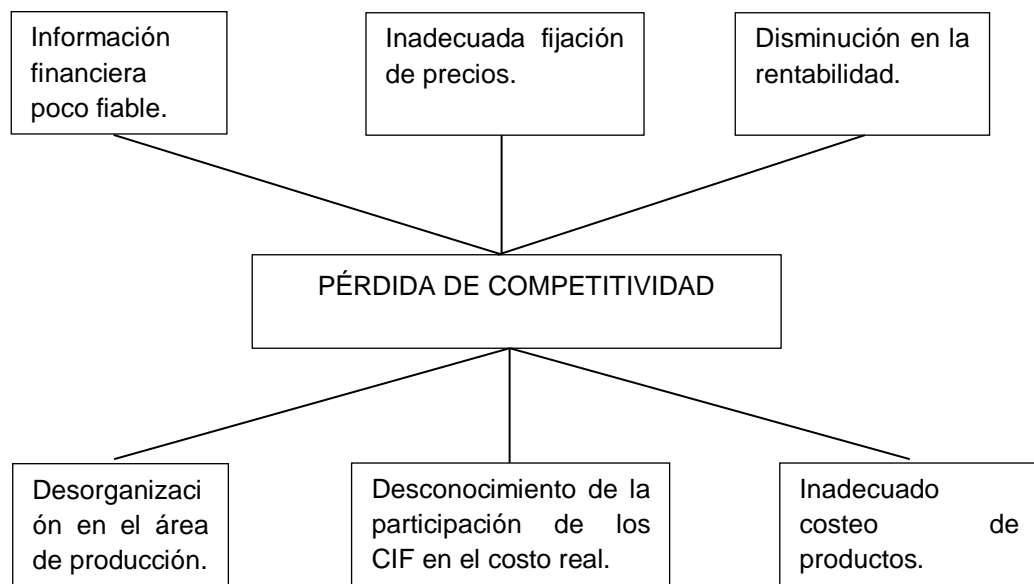 Información
financiera
poco fiable.
Inadecuada fijación
de precios.
Disminución en la
rentabilidad.
PÉRDIDA DE COMPETITIVIDAD
Desorganizaci
ón en el área
de producción.
Desconocimiento de la
participación de los
CIF en el costo real.
Inadecuado
costeo de
productos.